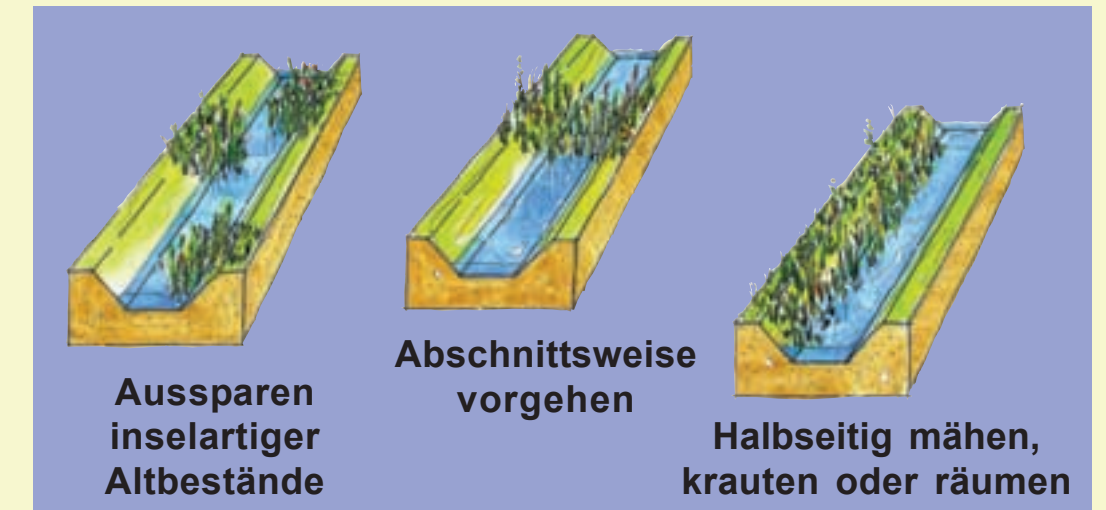 Aussparen
inselartiger
Altbestände
Abschnittsweise
vorgehen
Halbseitig mähen,
krauten oder räumen